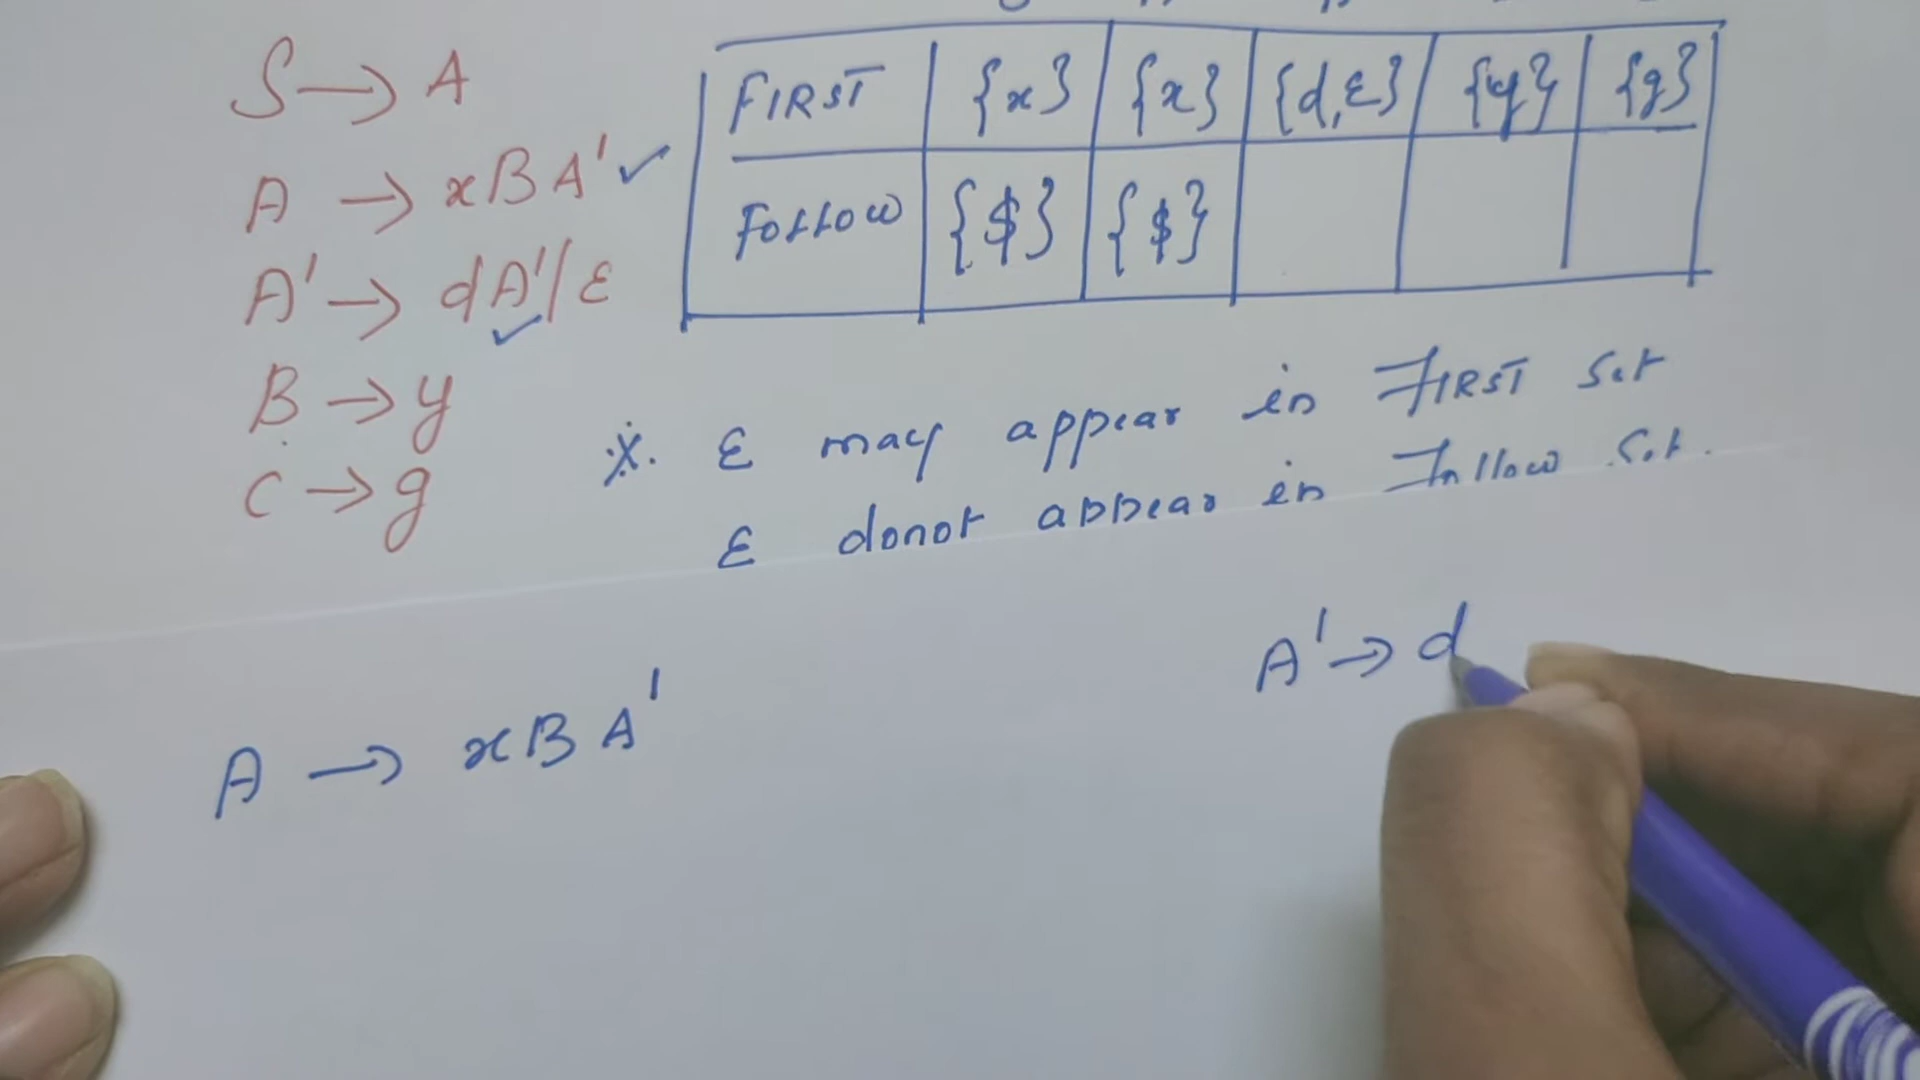 S → A
A → xBA' ✓
A' → dA'/ε
B → y
C → g
FIRST {x} {x} {d,ε} {y} {g}
FOLLOW {$} {$}
※. ε may appear in FIRST Set
ε donot appear in Follow Set.
A → xBA'
A' → d